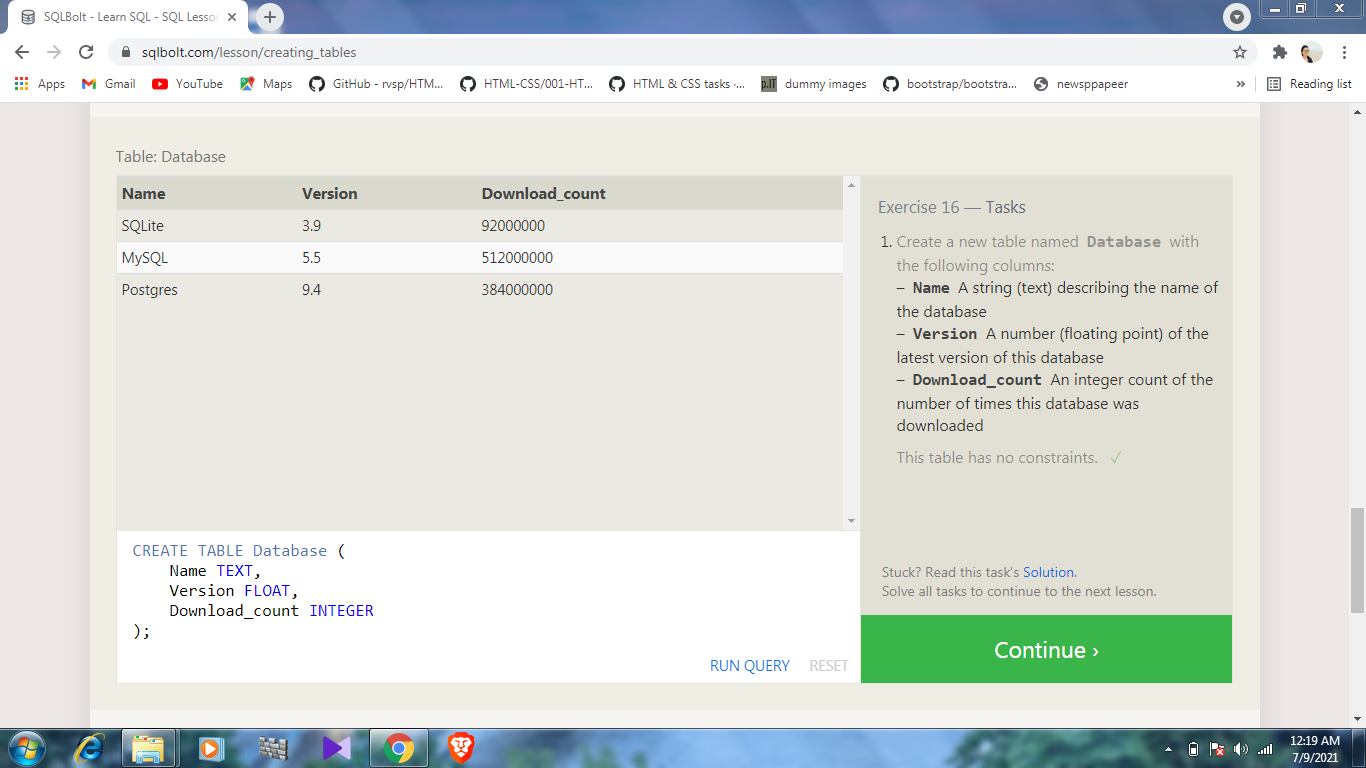 SQLBolt - Learn SQL - SQL Lesson
sqlbolt.com/lesson/creating_tables
Apps Gmail YouTube Maps GitHub - rvsp/HTM... HTML-CSS/001-HT... HTML & CSS tasks ·... p.IT dummy images bootstrap/bootstra... newsppapeer » Reading list
Table: Database
Name Version Download_count
SQLite 3.9 92000000
MySQL 5.5 512000000
Postgres 9.4 384000000
Exercise 16 — Tasks
1. Create a new table named Database with
the following columns:
– Name A string (text) describing the name of
the database
– Version A number (floating point) of the
latest version of this database
– Download_count An integer count of the
number of times this database was
downloaded
This table has no constraints. ✓
CREATE TABLE Database (
Name TEXT,
Version FLOAT,
Download_count INTEGER
);
RUN QUERY RESET
Stuck? Read this task's Solution.
Solve all tasks to continue to the next lesson.
Continue ›
12:19 AM
7/9/2021